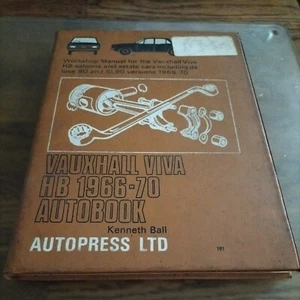 Workshop Manual for the Vauxhall Viva
HB saloons and estate cars including de
luxe, 90 and SL90 versions 1966-70
VAUXHALL VIVA
HB 1966-70
AUTOBOOK
Kenneth Ball
AUTOPRESS LTD